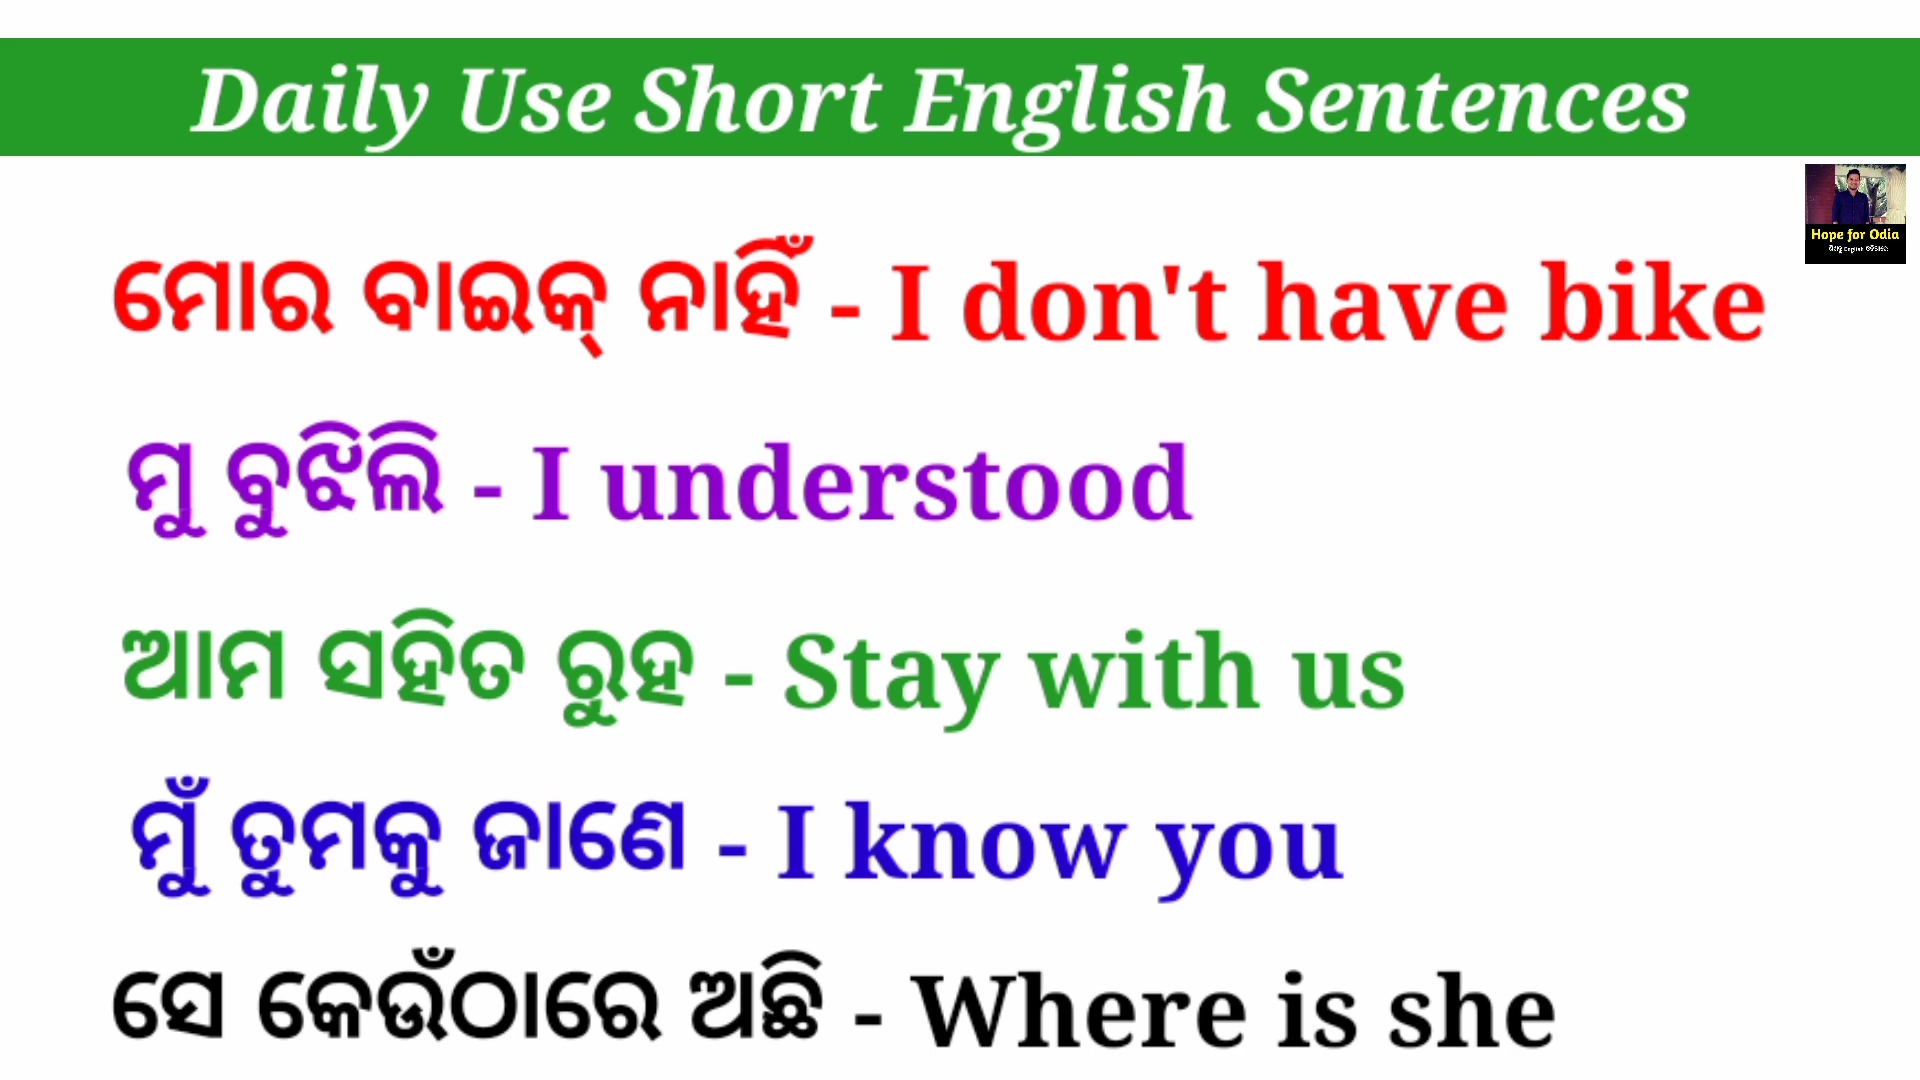 Daily Use Short English Sentences
Hope for Odia
ମୋର ବାଇକ୍ ନାହିଁ - I don't have bike
ମୁ ବୁଝିଲି - I understood
ଆମ ସହିତ ରୁହ - Stay with us
ମୁଁ ତୁମକୁ ଜାଣେ - I know you
ସେ କେଉଁଠାରେ ଅଛି - Where is she